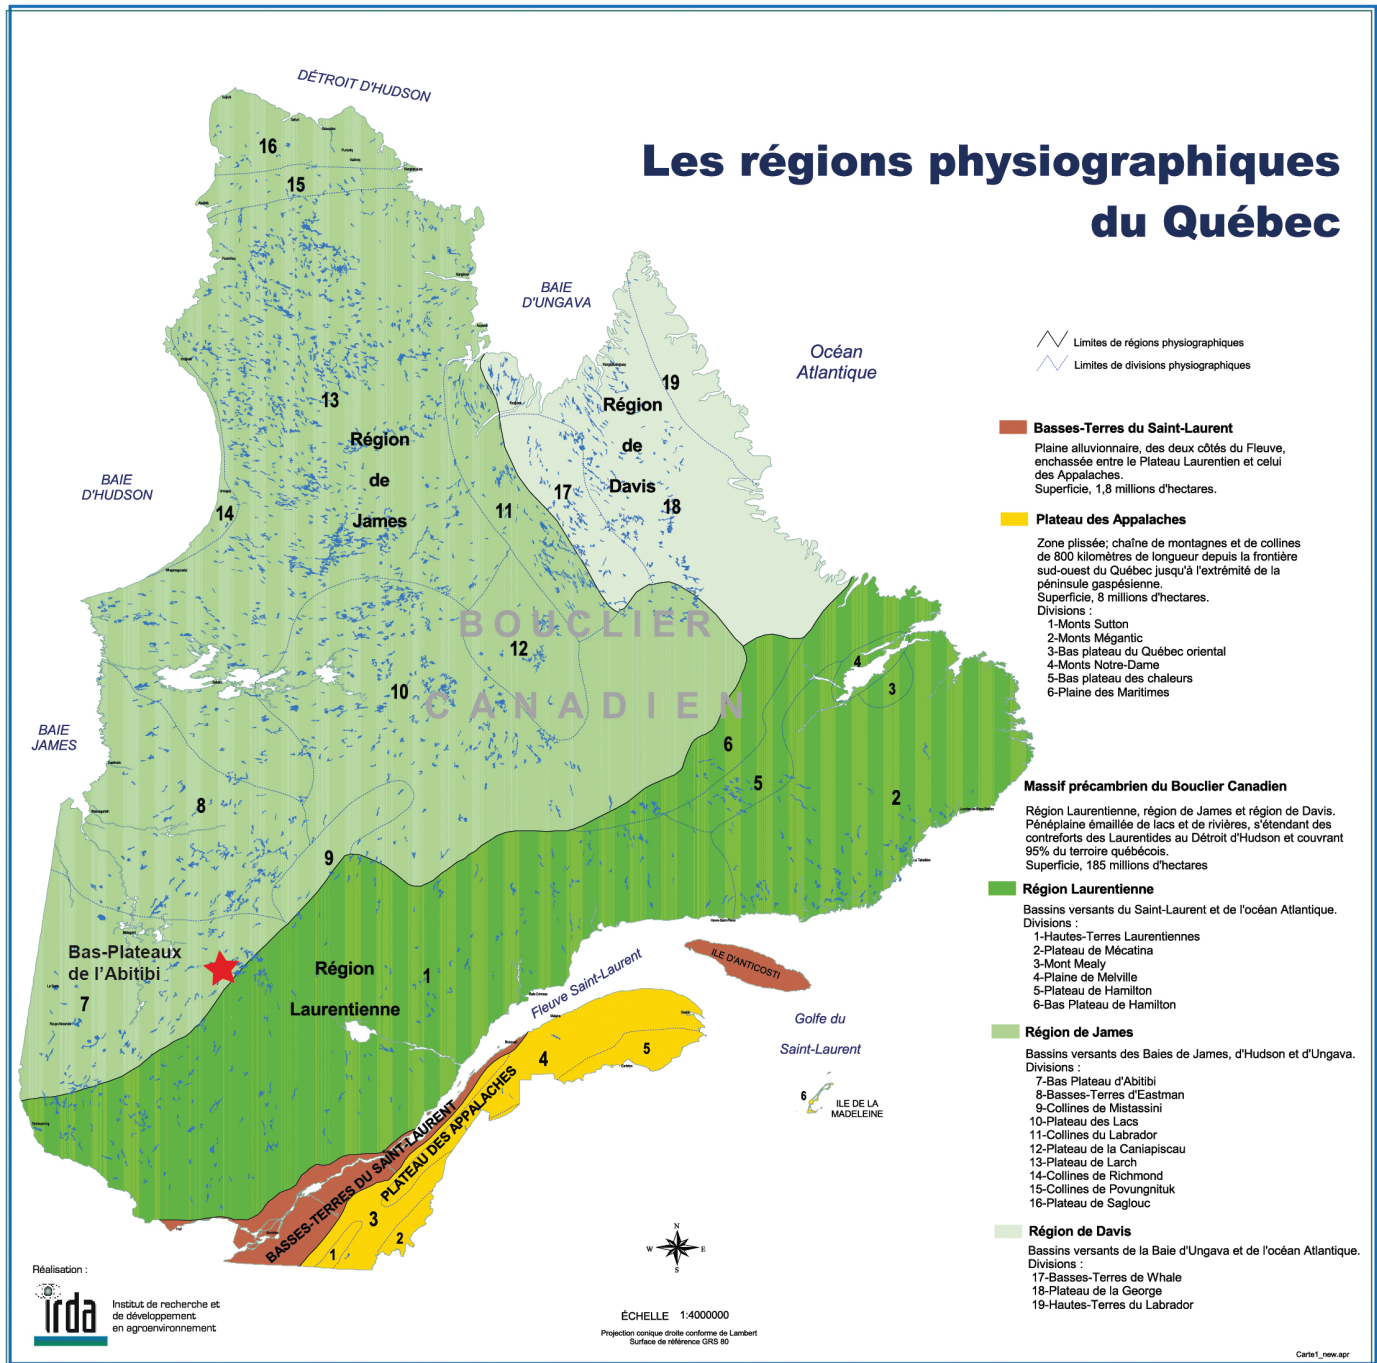 DÉTROIT D'HUDSON
Les régions physiographiques
du Québec
16
15
BAIE
D'UNGAVA
Océan
Atlantique
Limites de régions physiographiques
Limites de divisions physiographiques
19
13
Région
de
Davis
Région
de
James
BAIE
D'HUDSON
14
11
17
18
BOUCLIER
CANADIEN
12
10
4
3
BAIE
JAMES
6
5
2
8
9
Bas-Plateaux
de l'Abitibi
7
Région
Laurentienne
1
Fleuve Saint-Laurent
ILE D'ANTICOSTI
Golfe du
Saint-Laurent
4
5
6
ILE DE LA
MADELEINE
BASSES-TERRES DU SAINT-LAURENT
PLATEAU DES APPALACHES
3
2
1
Basses-Terres du Saint-Laurent
Plaine alluvionnaire, des deux côtés du Fleuve,
enchassée entre le Plateau Laurentien et celui
des Appalaches.
Superficie, 1,8 millions d'hectares.
Plateau des Appalaches
Zone plissée; chaîne de montagnes et de collines
de 800 kilomètres de longueur depuis la frontière
sud-ouest du Québec jusqu'à l'extrémité de la
péninsule gaspésienne.
Superficie, 8 millions d'hectares.
Divisions :
1-Monts Sutton
2-Monts Mégantic
3-Bas plateau du Québec oriental
4-Monts Notre-Dame
5-Bas plateau des chaleurs
6-Plaine des Maritimes
Massif précambrien du Bouclier Canadien
Région Laurentienne, région de James et région de Davis.
Pénéplaine émaillée de lacs et de rivières, s'étendant des
contreforts des Laurentides au Détroit d'Hudson et couvrant
95% du terroire québécois.
Superficie, 185 millions d'hectares
Région Laurentienne
Bassins versants du Saint-Laurent et de l'océan Atlantique.
Divisions :
1-Hautes-Terres Laurentiennes
2-Plateau de Mécatina
3-Mont Mealy
4-Plaine de Melville
5-Plateau de Hamilton
6-Bas Plateau de Hamilton
Région de James
Bassins versants des Baies de James, d'Hudson et d'Ungava.
Divisions :
7-Bas Plateau d'Abitibi
8-Basses-Terres d'Eastman
9-Collines de Mistassini
10-Plateau des Lacs
11-Collines du Labrador
12-Plateau de la Caniapiscau
13-Plateau de Larch
14-Collines de Richmond
15-Collines de Povungnituk
16-Plateau de Saglouc
Région de Davis
Bassins versants de la Baie d'Ungava et de l'océan Atlantique.
Divisions :
17-Basses-Terres de Whale
18-Plateau de la George
19-Hautes-Terres du Labrador
N
W
E
S
Réalisation :
irda
Institut de recherche et
de développement
en agroenvironnement
ÉCHELLE 1:4000000
Projection conique droite conforme de Lambert
Surface de référence GRS 80
Carte1_new.apr